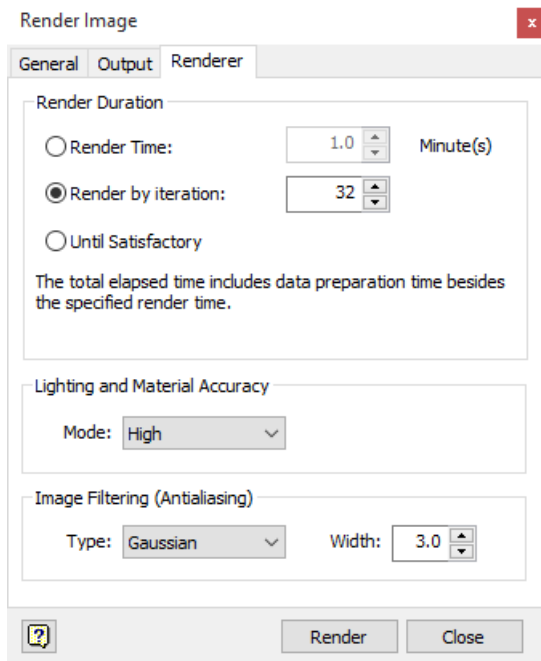 Render Image
x
General Output Renderer
Render Duration
Render Time: 1.0 Minute(s)
Render by iteration: 32
Until Satisfactory
The total elapsed time includes data preparation time besides
the specified render time.
Lighting and Material Accuracy
Mode: High
Image Filtering (Antialiasing)
Type: Gaussian Width: 3.0
? Render Close